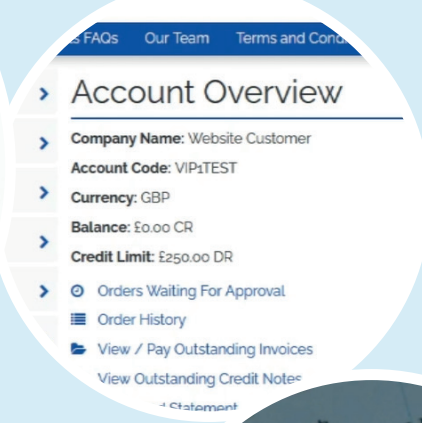 FAQs Our Team Terms and
Account Overview
Company Name: Website Customer
Account Code: VIP1TEST
Currency: GBP
Balance: £0.00 CR
Credit Limit: £250.00 DR
Orders Waiting For Approval
Order History
View / Pay Outstanding Invoices
View Outstanding Credit Notes
Statement